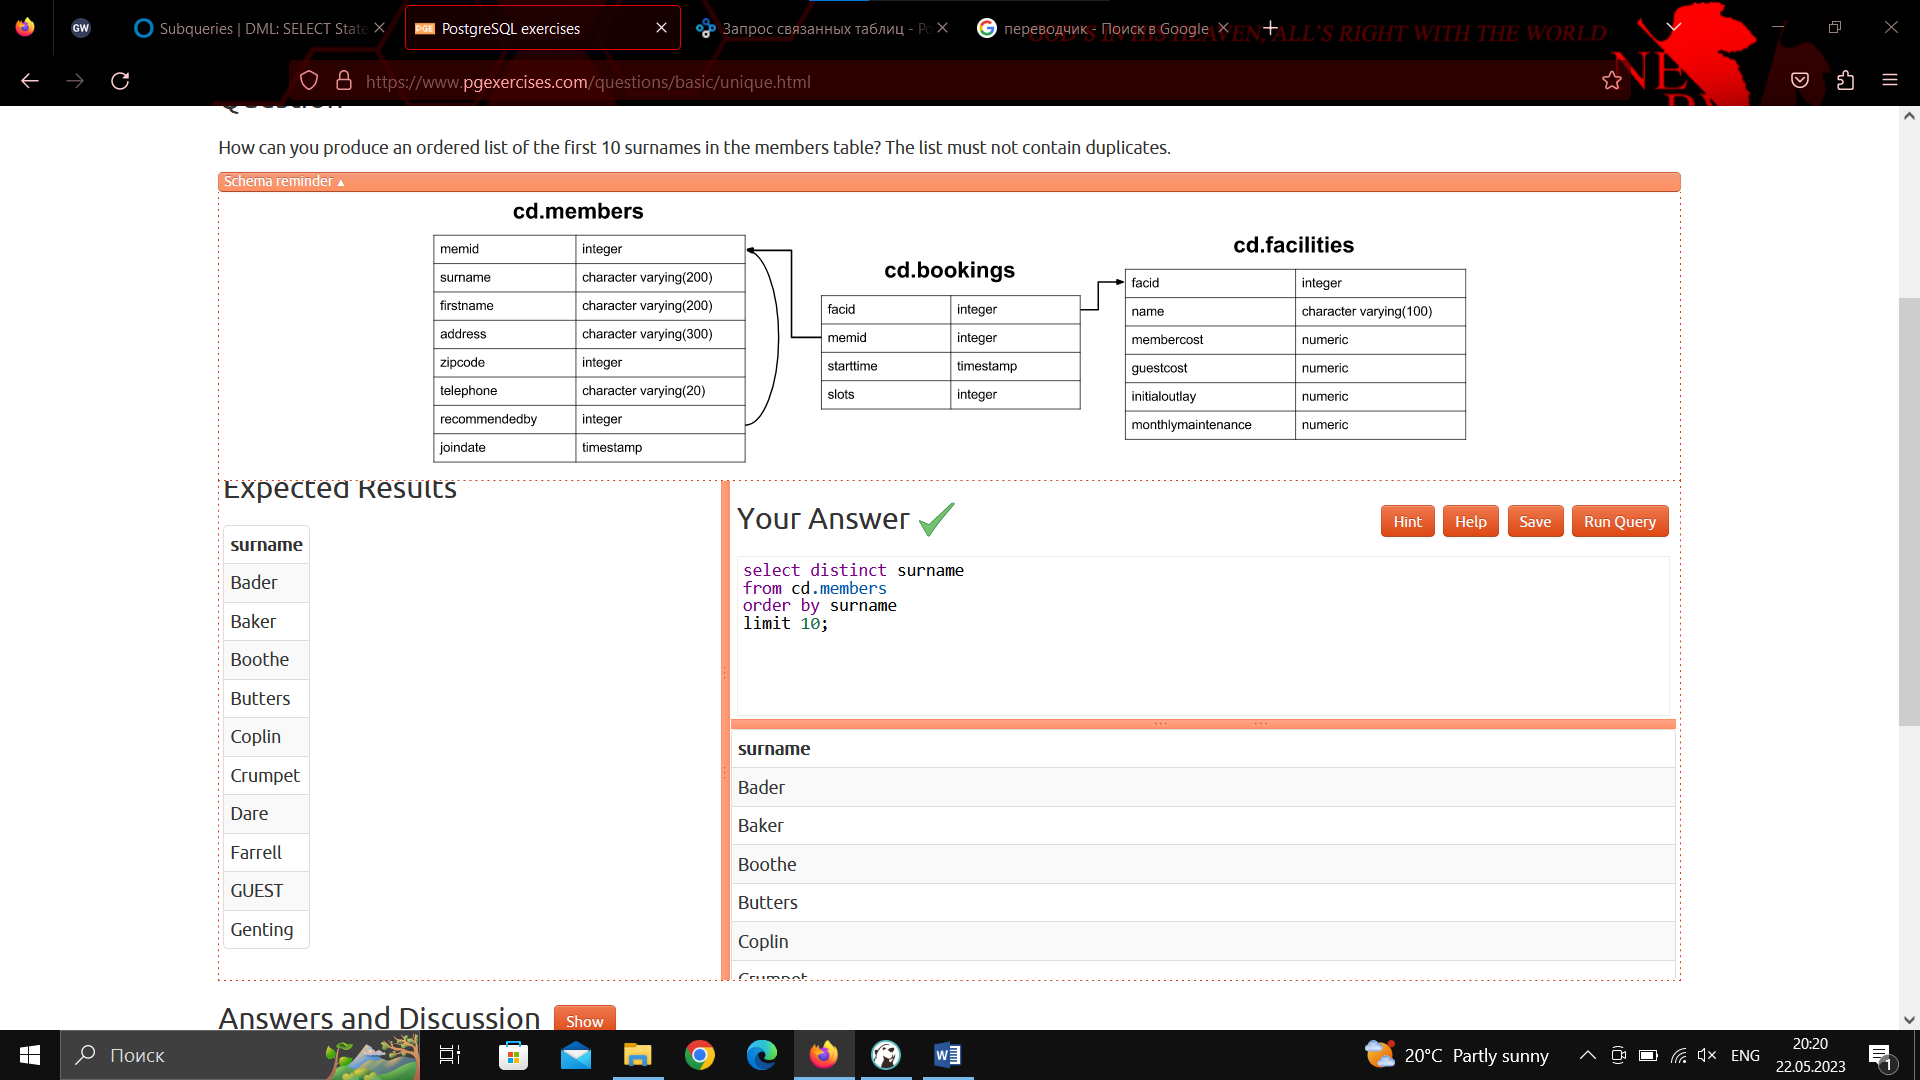 GW
Subqueries | DML: SELECT State
PGE PostgreSQL exercises
Запрос связанных таблиц - Po
переводчик - Поиск в Google
GOD'S IN HIS HEAVEN, ALL'S RIGHT WITH THE WORLD
https://www.pgexercises.com/questions/basic/unique.html
Question
How can you produce an ordered list of the first 10 surnames in the members table? The list must not contain duplicates.
Schema reminder ▲
cd.members
memid integer
surname character varying(200)
firstname character varying(200)
address character varying(300)
zipcode integer
telephone character varying(20)
recommendedby integer
joindate timestamp
cd.bookings
facid integer
memid integer
starttime timestamp
slots integer
cd.facilities
facid integer
name character varying(100)
membercost numeric
guestcost numeric
initialoutlay numeric
monthlymaintenance numeric
Expected Results
surname
Bader
Baker
Boothe
Butters
Coplin
Crumpet
Dare
Farrell
GUEST
Genting
Your Answer
Hint Help Save Run Query
select distinct surname
from cd.members
order by surname
limit 10;
surname
Bader
Baker
Boothe
Butters
Coplin
Crumpet
Answers and Discussion Show
Поиск
20°C Partly sunny
ENG
20:20
22.05.2023
1